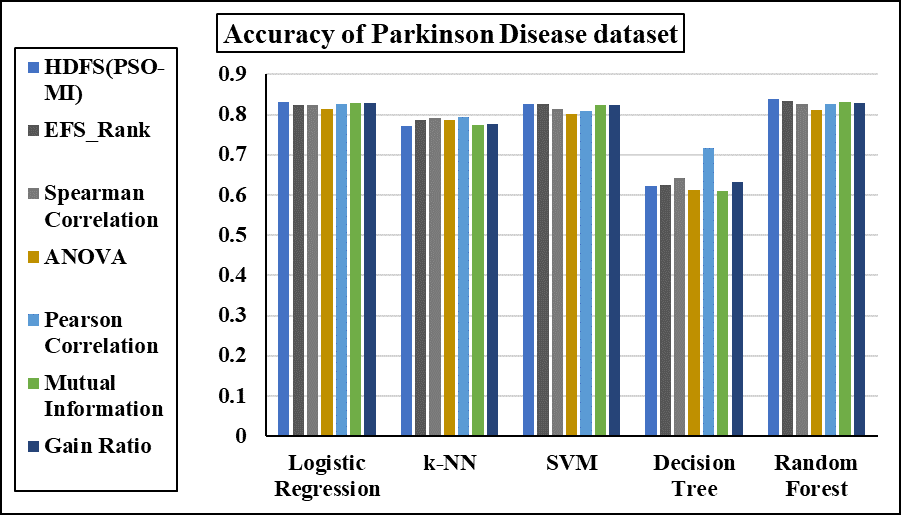 Accuracy of Parkinson Disease dataset
HDFS(PSO-
MI)
EFS_Rank
Spearman
Correlation
ANOVA
Pearson
Correlation
Mutual
Information
Gain Ratio
0.9
0.8
0.7
0.6
0.5
0.4
0.3
0.2
0.1
0
Logistic
Regression
k-NN
SVM
Decision
Tree
Random
Forest